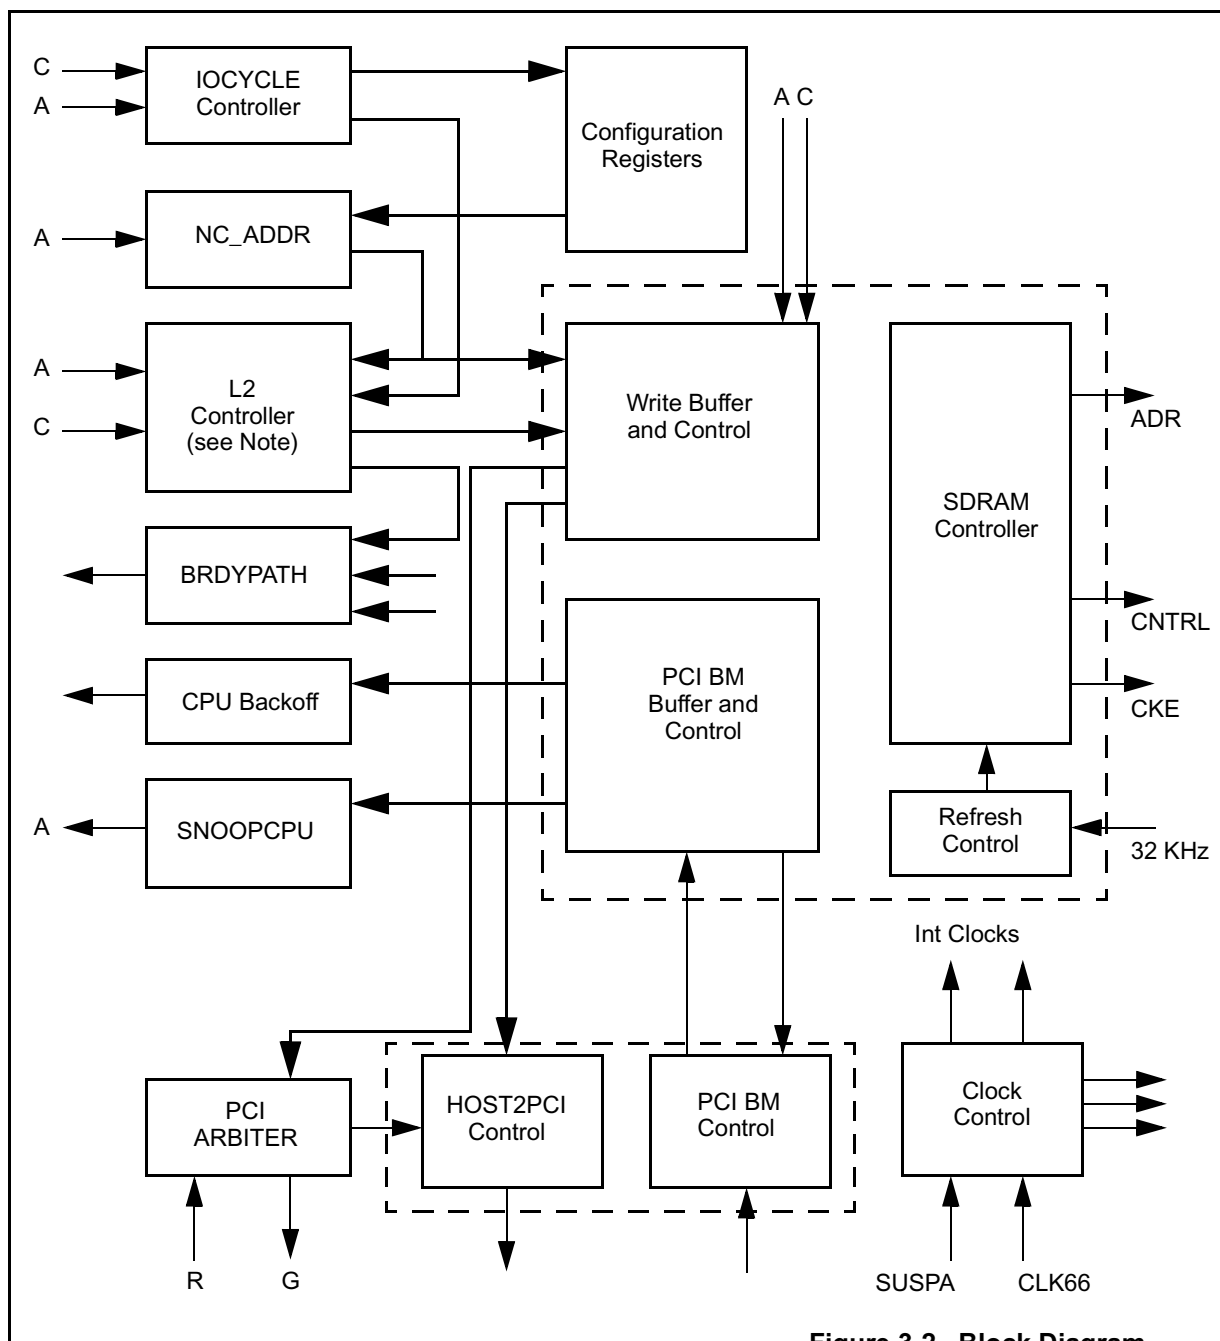 C
A
IOCYCLE
Controller
Configuration
Registers
A C
A
NC_ADDR
A
C
L2
Controller
(see Note)
Write Buffer
and Control
SDRAM
Controller
ADR
CNTRL
CKE
BRDYPATH
CPU Backoff
PCI BM
Buffer and
Control
A
SNOOPCPU
Refresh
Control
32 KHz
Int Clocks
PCI
ARBITER
HOST2PCI
Control
PCI BM
Control
Clock
Control
R
G
SUSPA
CLK66
Figure 3-2. Block Diagram